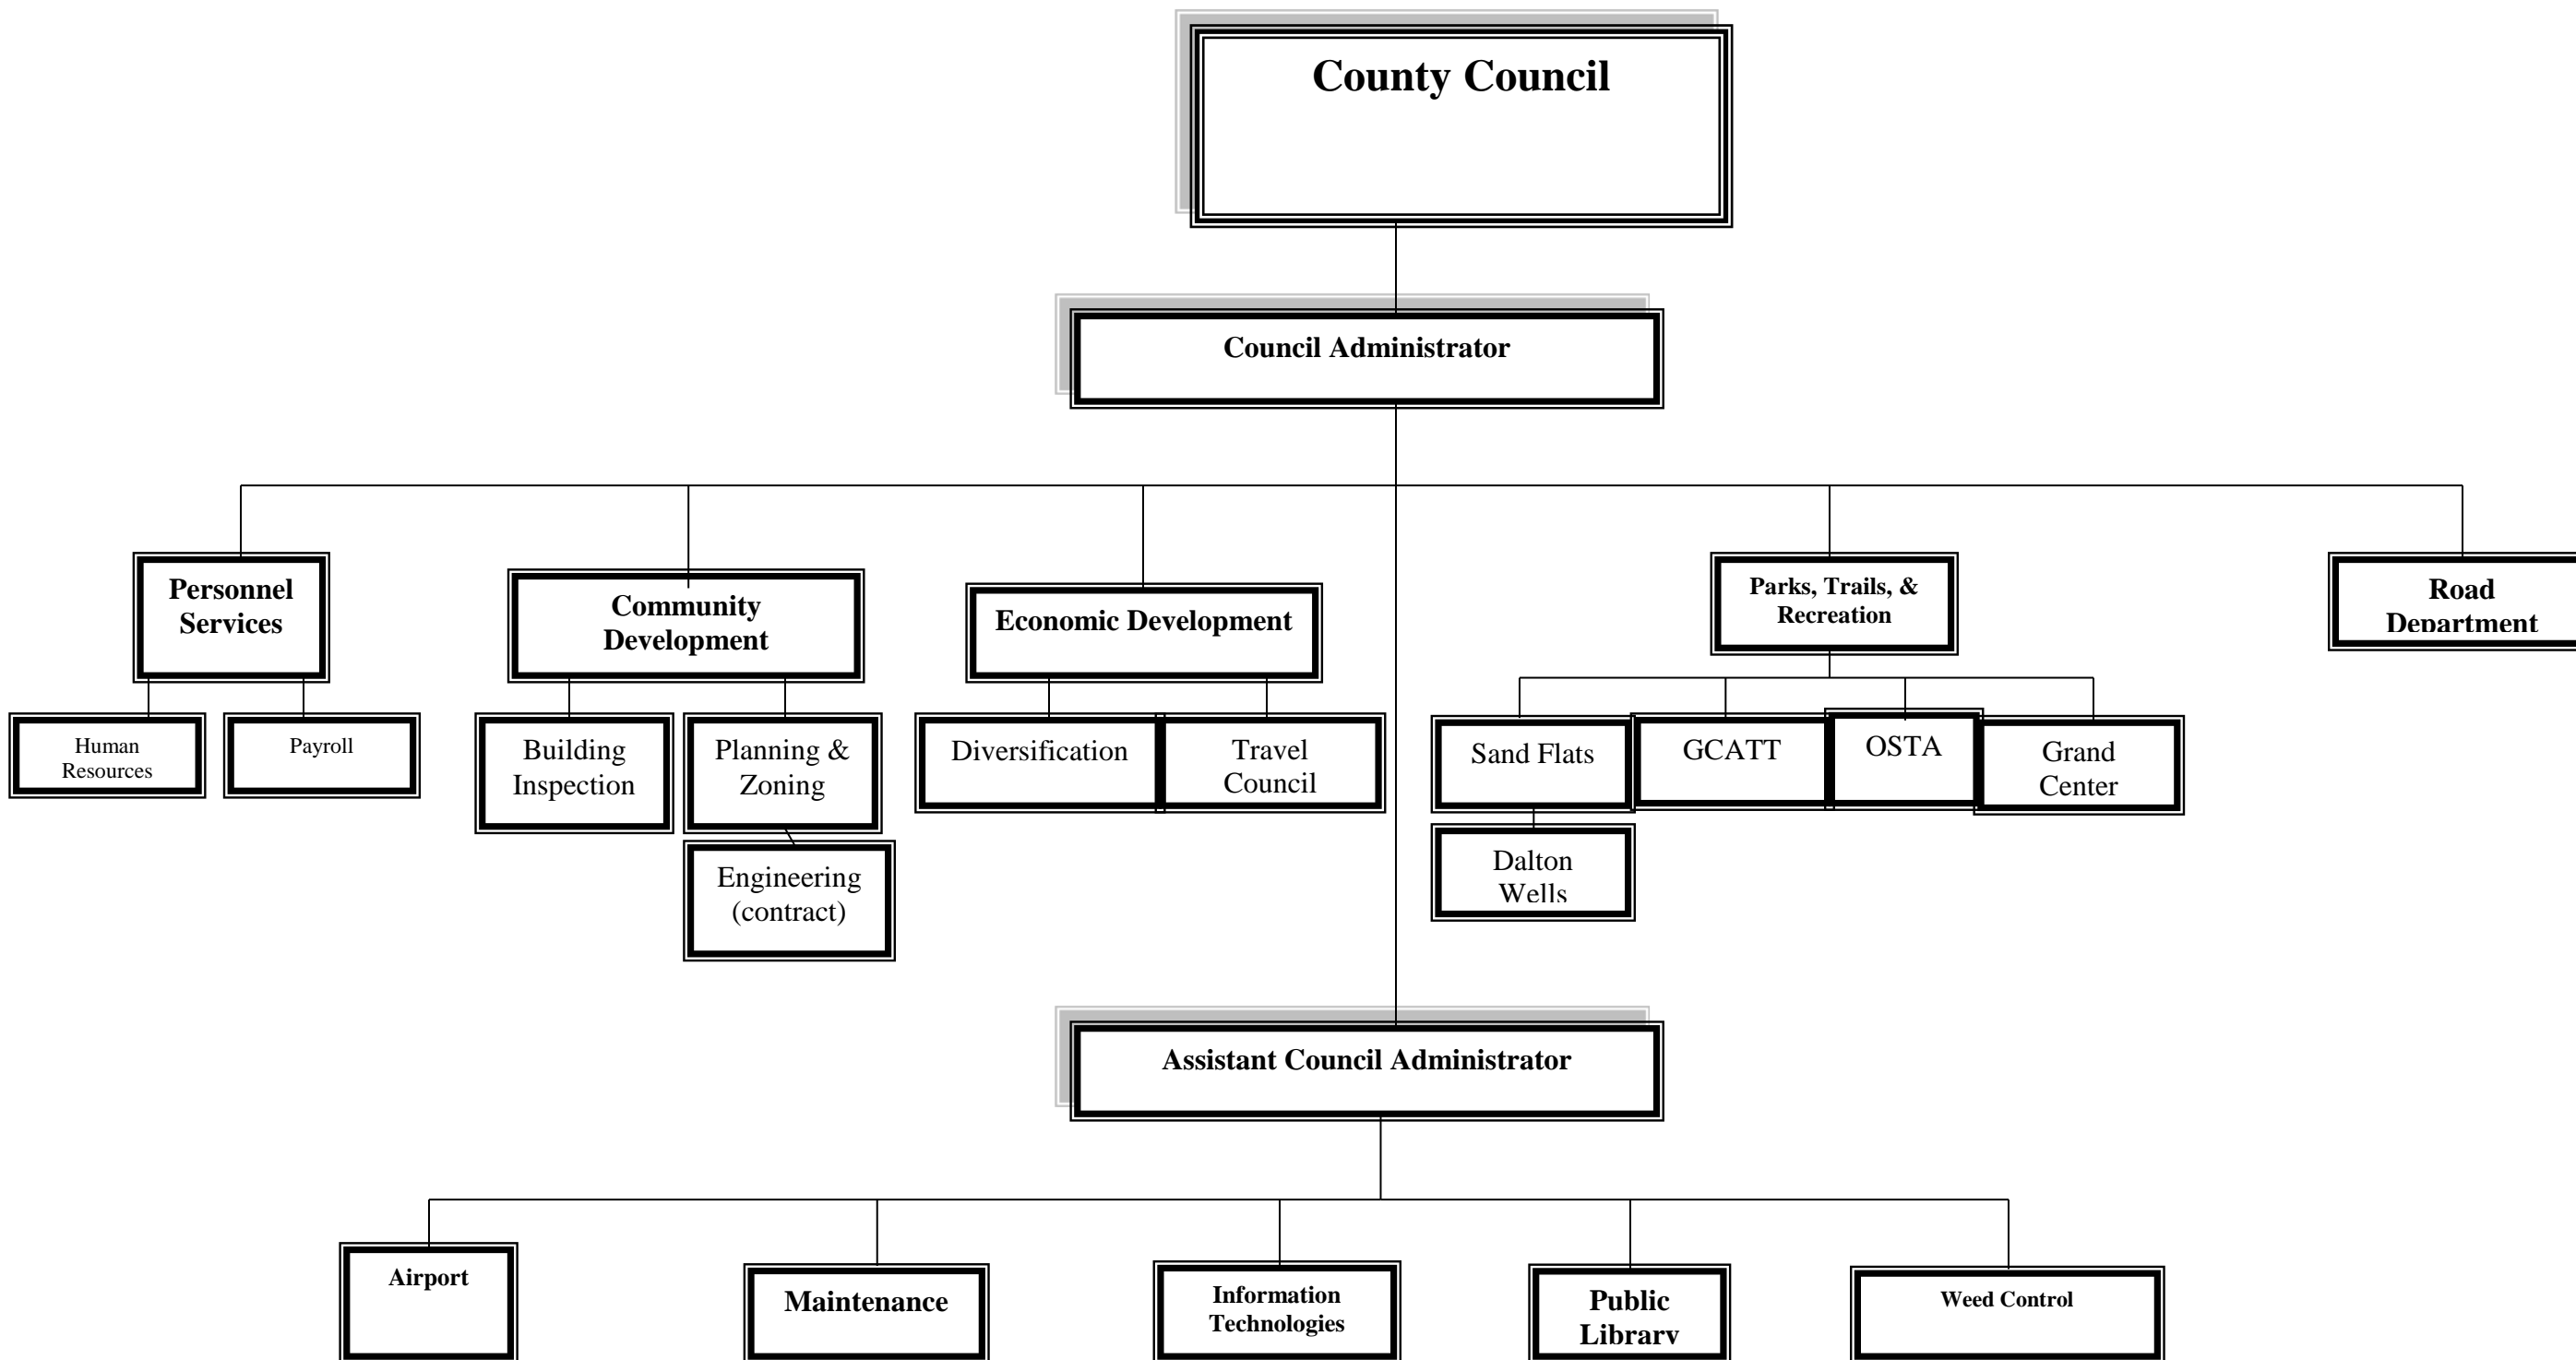 County Council
Council Administrator
Personnel
Services
Community
Development
Economic Development
Parks, Trails, &
Recreation
Road
Department
Human
Resources
Payroll
Building
Inspection
Planning &
Zoning
Diversification
Travel
Council
Sand Flats
GCATT
OSTA
Grand
Center
Engineering
(contract)
Dalton
Wells
Assistant Council Administrator
Airport
Maintenance
Information
Technologies
Public
Library
Weed Control